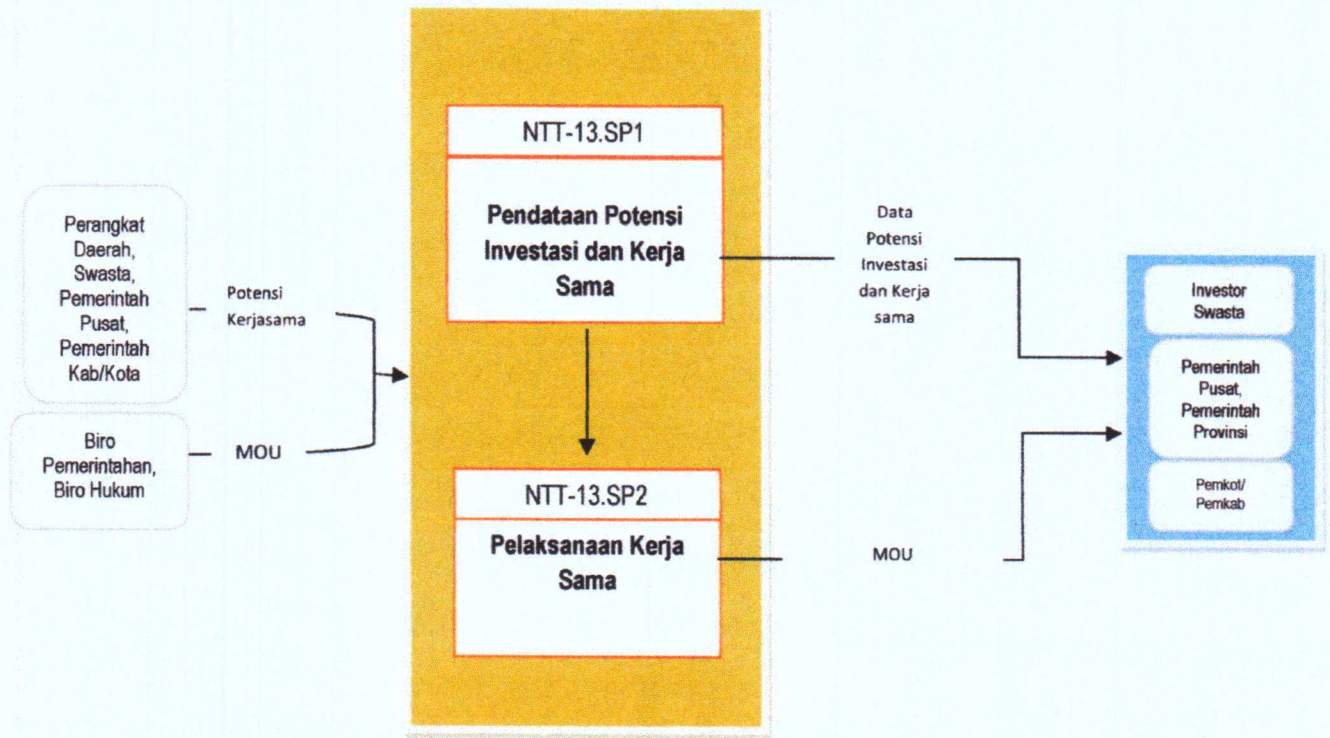 Perangkat
Daerah,
Swasta,
Pemerintah
Pusat,
Pemerintah
Kab/Kota
Potensi
Kerjasama
Biro
Pemerintahan,
Biro Hukum
MOU
NTT-13.SP1
Pendataan Potensi
Investasi dan Kerja
Sama
NTT-13.SP2
Pelaksanaan Kerja
Sama
Data
Potensi
Investasi
dan Kerja
sama
MOU
Investor
Swasta
Pemerintah
Pusat,
Pemerintah
Provinsi
Pemkot/
Pemkab